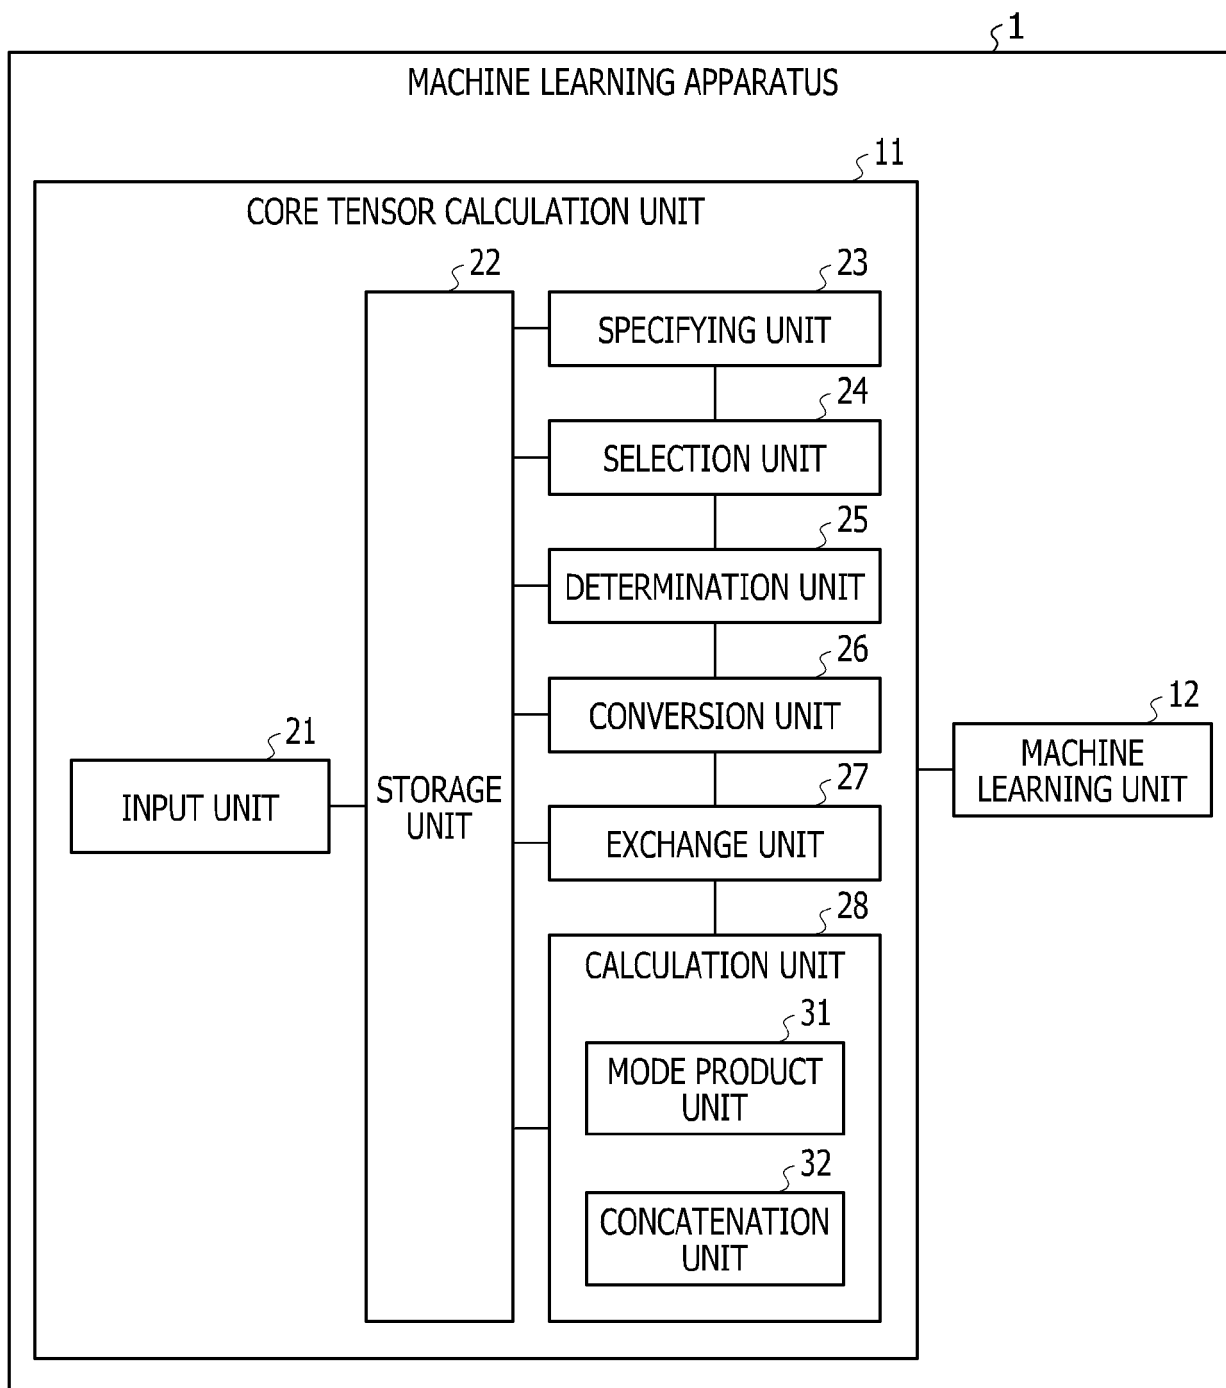 1
MACHINE LEARNING APPARATUS
11
CORE TENSOR CALCULATION UNIT
22
23
SPECIFYING UNIT
24
SELECTION UNIT
25
DETERMINATION UNIT
26
CONVERSION UNIT
21
INPUT UNIT
STORAGE
UNIT
27
EXCHANGE UNIT
12
MACHINE
LEARNING UNIT
28
CALCULATION UNIT
31
MODE PRODUCT
UNIT
32
CONCATENATION
UNIT